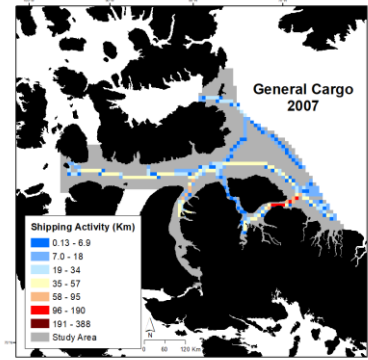 General Cargo
2007
Shipping Activity (Km)
0.13 - 6.9
7.0 - 18
19 - 34
35 - 57
58 - 95
96 - 190
191 - 388
Study Area
N
0 60 120 Km